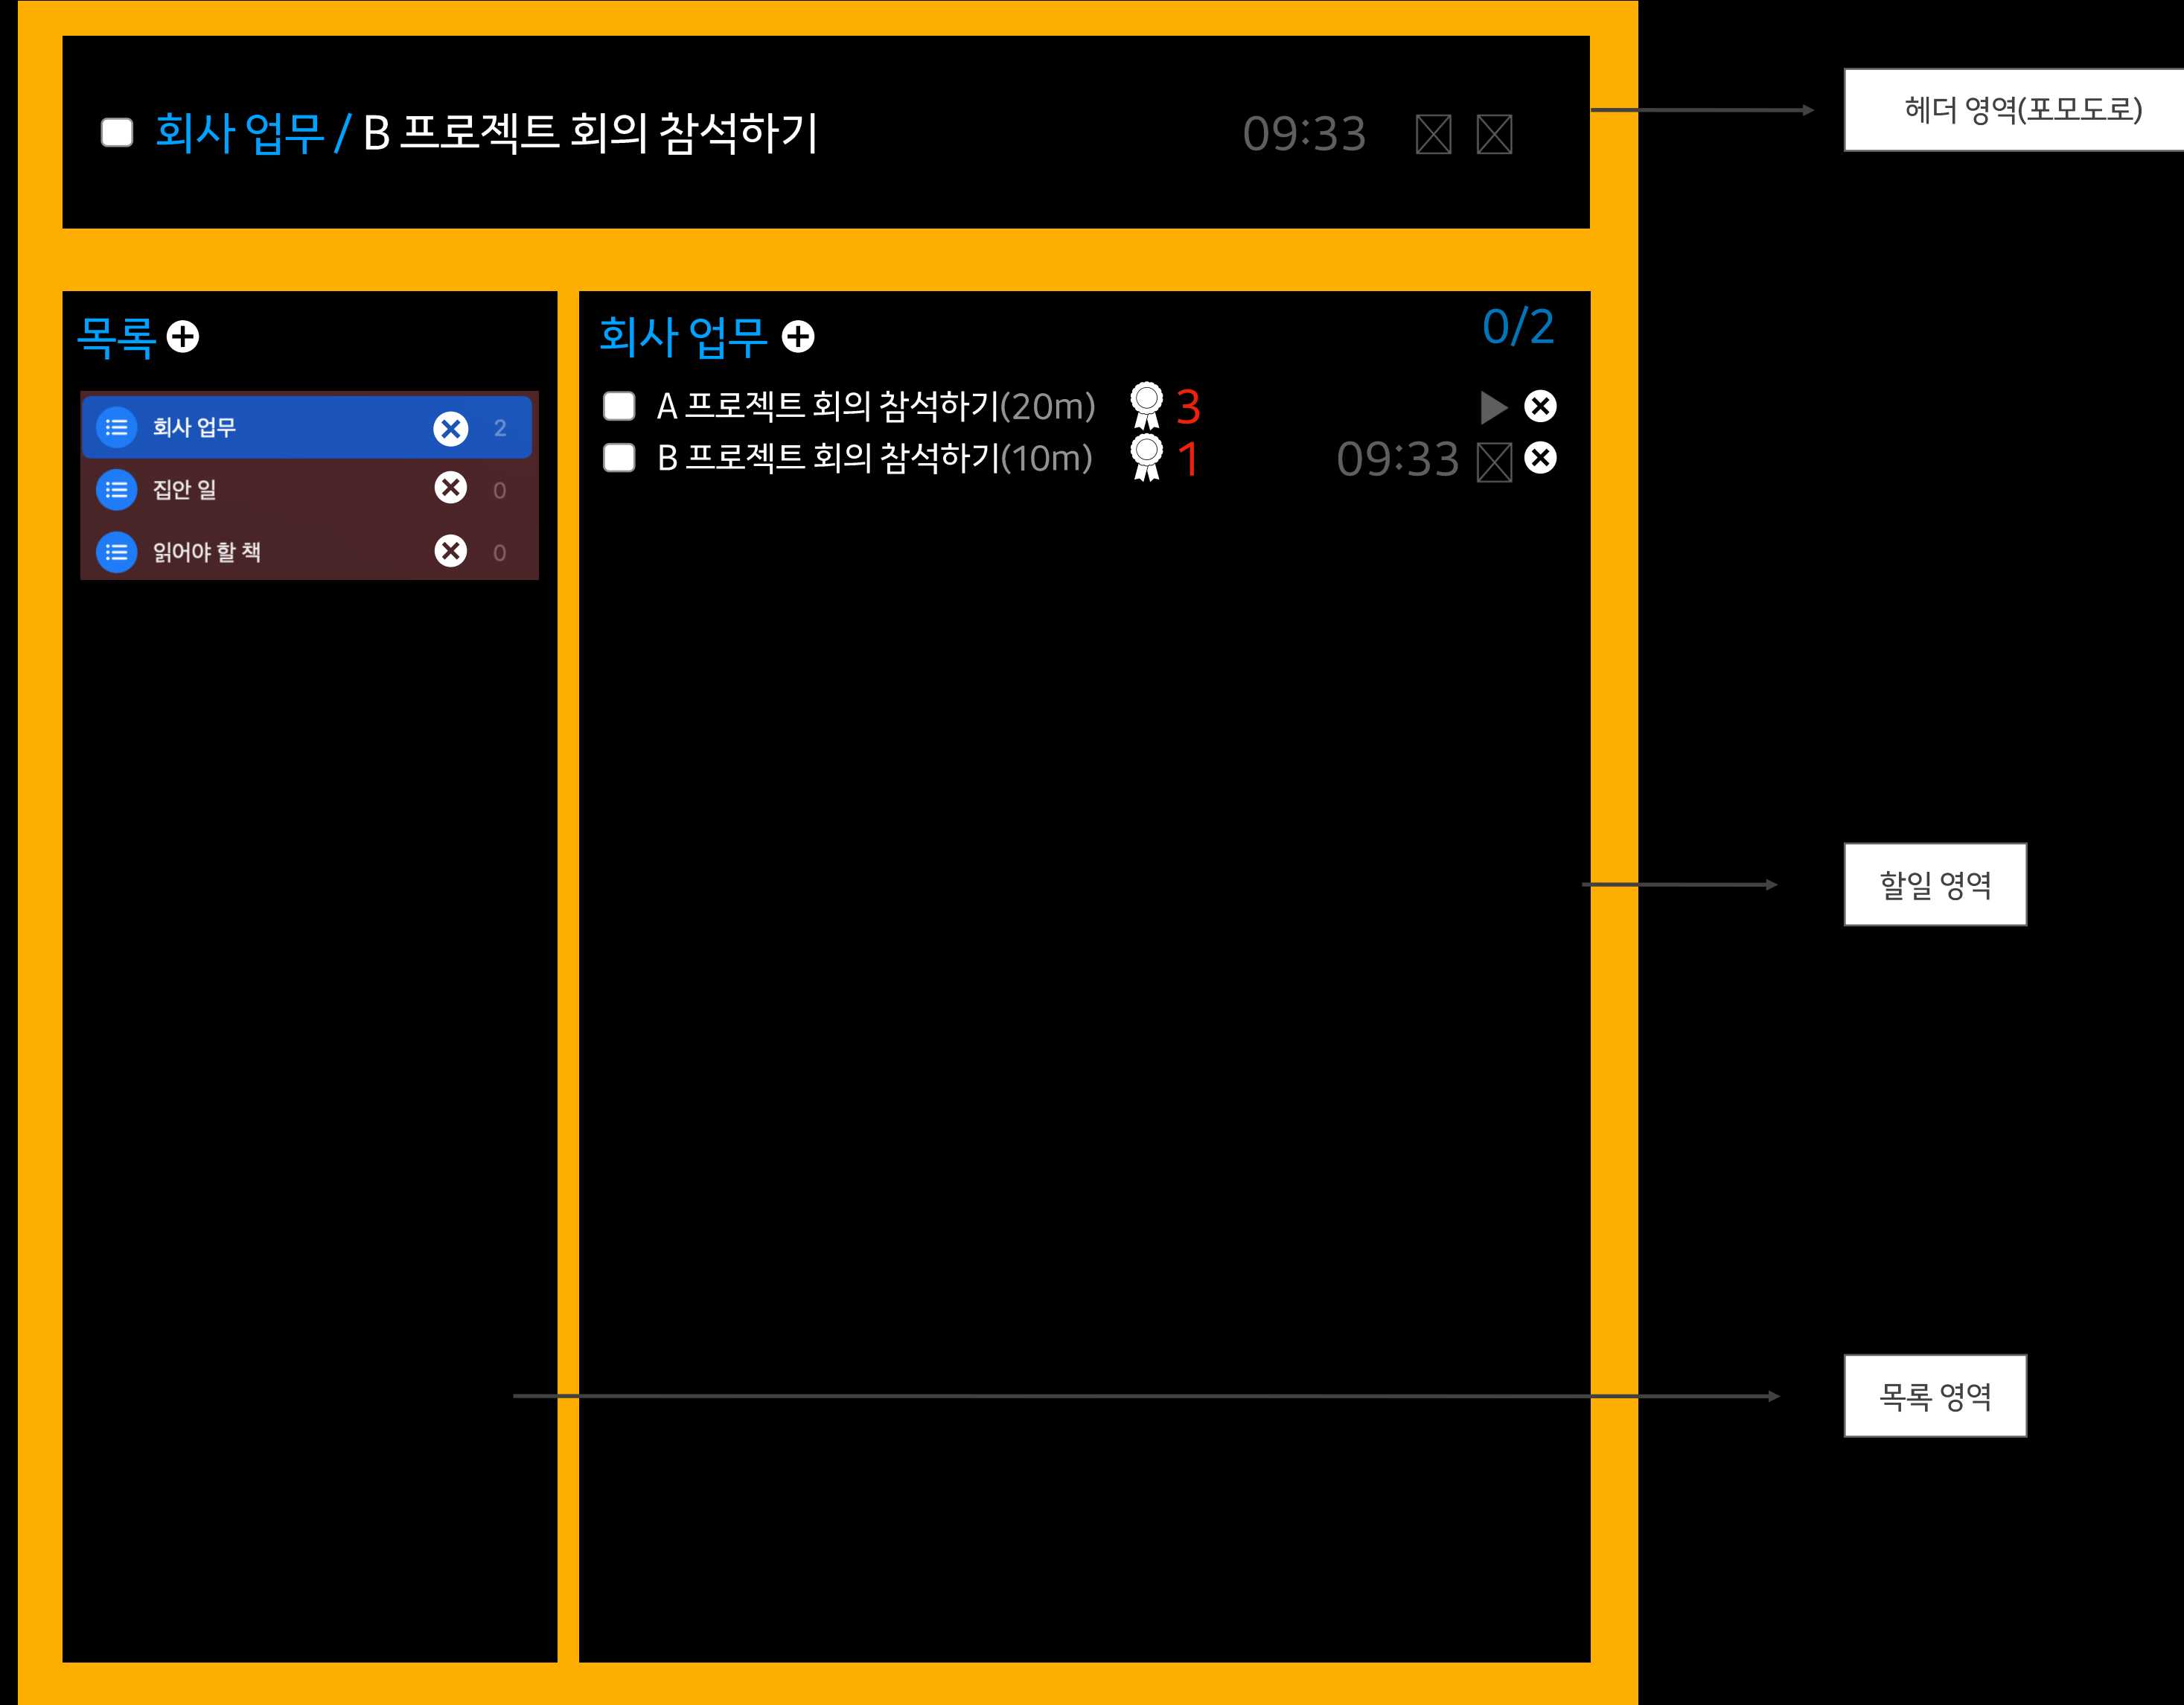 회사 업무 / B 프로젝트 회의 참석하기 09:33
헤더 영역(포모도로)
목록
회사 업무 2
집안 일 0
읽어야 할 책 0
회사 업무 0/2
A 프로젝트 회의 참석하기(20m) 3
B 프로젝트 회의 참석하기(10m) 1 09:33
할일 영역
목록 영역